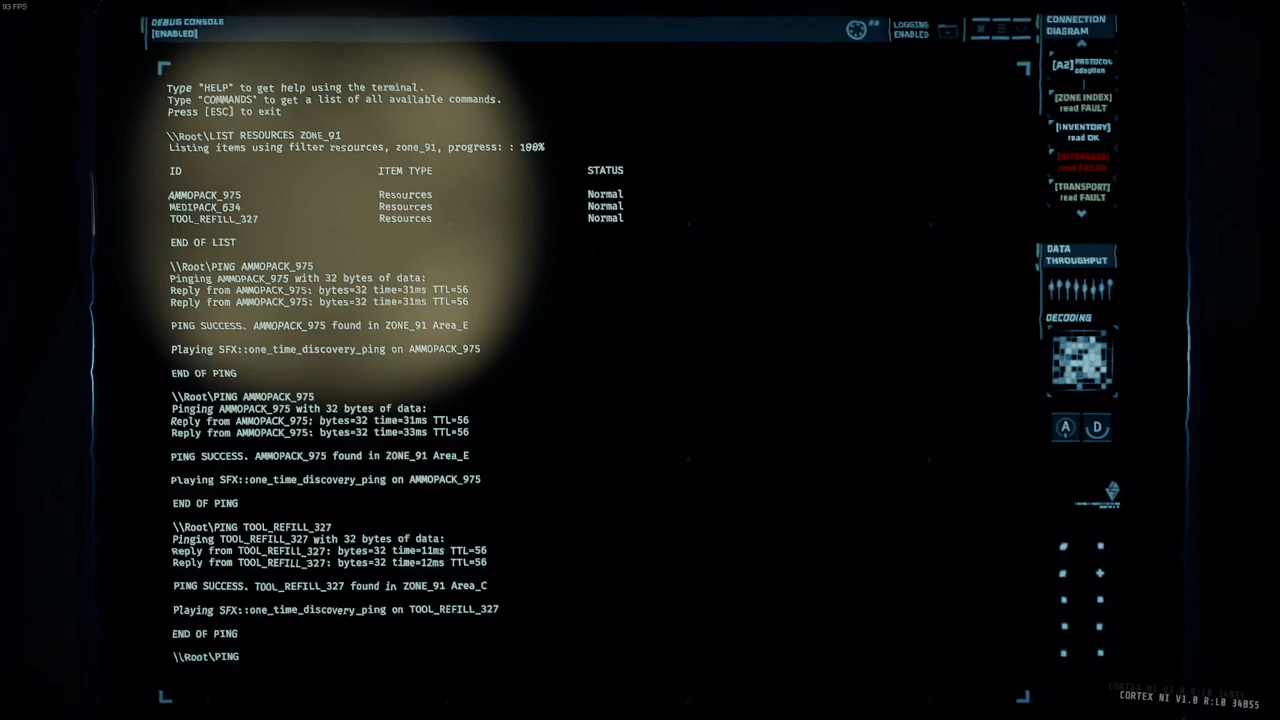 93 FPS
DEBUG CONSOLE
[ENABLED]
LOGGING
ENABLED
Type "HELP" to get help using the terminal.
Type "COMMANDS" to get a list of all available commands.
Press [ESC] to exit
\\Root\LIST RESOURCES ZONE_91
Listing items using filter resources, zone_91, progress: : 100%
ID ITEM TYPE STATUS
AMMOPACK_975 Resources Normal
MEDIPACK_634 Resources Normal
TOOL_REFILL_327 Resources Normal
END OF LIST
\\Root\PING AMMOPACK_975
Pinging AMMOPACK_975 with 32 bytes of data:
Reply from AMMOPACK_975: bytes=32 time=31ms TTL=56
Reply from AMMOPACK_975: bytes=32 time=31ms TTL=56
PING SUCCESS. AMMOPACK_975 found in ZONE_91 Area_E
Playing SFX::one_time_discovery_ping on AMMOPACK_975
END OF PING
\\Root\PING AMMOPACK_975
Pinging AMMOPACK_975 with 32 bytes of data:
Reply from AMMOPACK_975: bytes=32 time=31ms TTL=56
Reply from AMMOPACK_975: bytes=32 time=33ms TTL=56
PING SUCCESS. AMMOPACK_975 found in ZONE_91 Area_E
Playing SFX::one_time_discovery_ping on AMMOPACK_975
END OF PING
\\Root\PING TOOL_REFILL_327
Pinging TOOL_REFILL_327 with 32 bytes of data:
Reply from TOOL_REFILL_327: bytes=32 time=11ms TTL=56
Reply from TOOL_REFILL_327: bytes=32 time=12ms TTL=56
PING SUCCESS. TOOL_REFILL_327 found in ZONE_91 Area_C
Playing SFX::one_time_discovery_ping on TOOL_REFILL_327
END OF PING
\\Root\PING
CONNECTION
DIAGRAM
[A2] PROTOCOL
adoption
[ZONE INDEX]
read FAULT
[INVENTORY]
read OK
read
[TRANSPORT]
read FAULT
DATA
THROUGHPUT
DECODING
A D
CORTEX NI V1.0 R:L0 34855